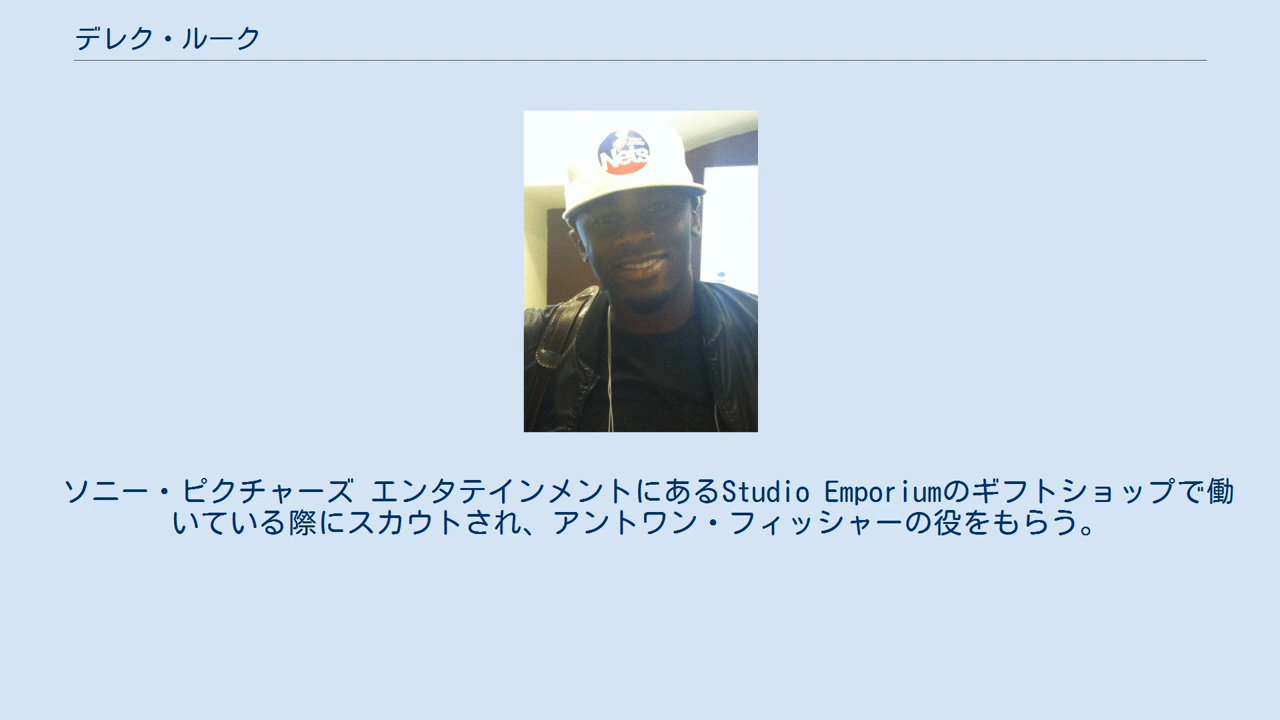 デレク・ルーク
Nets
ソニー・ピクチャーズ エンタテインメントにあるStudio Emporiumのギフトショップで働
いている際にスカウトされ、アントワン・フィッシャーの役をもらう。